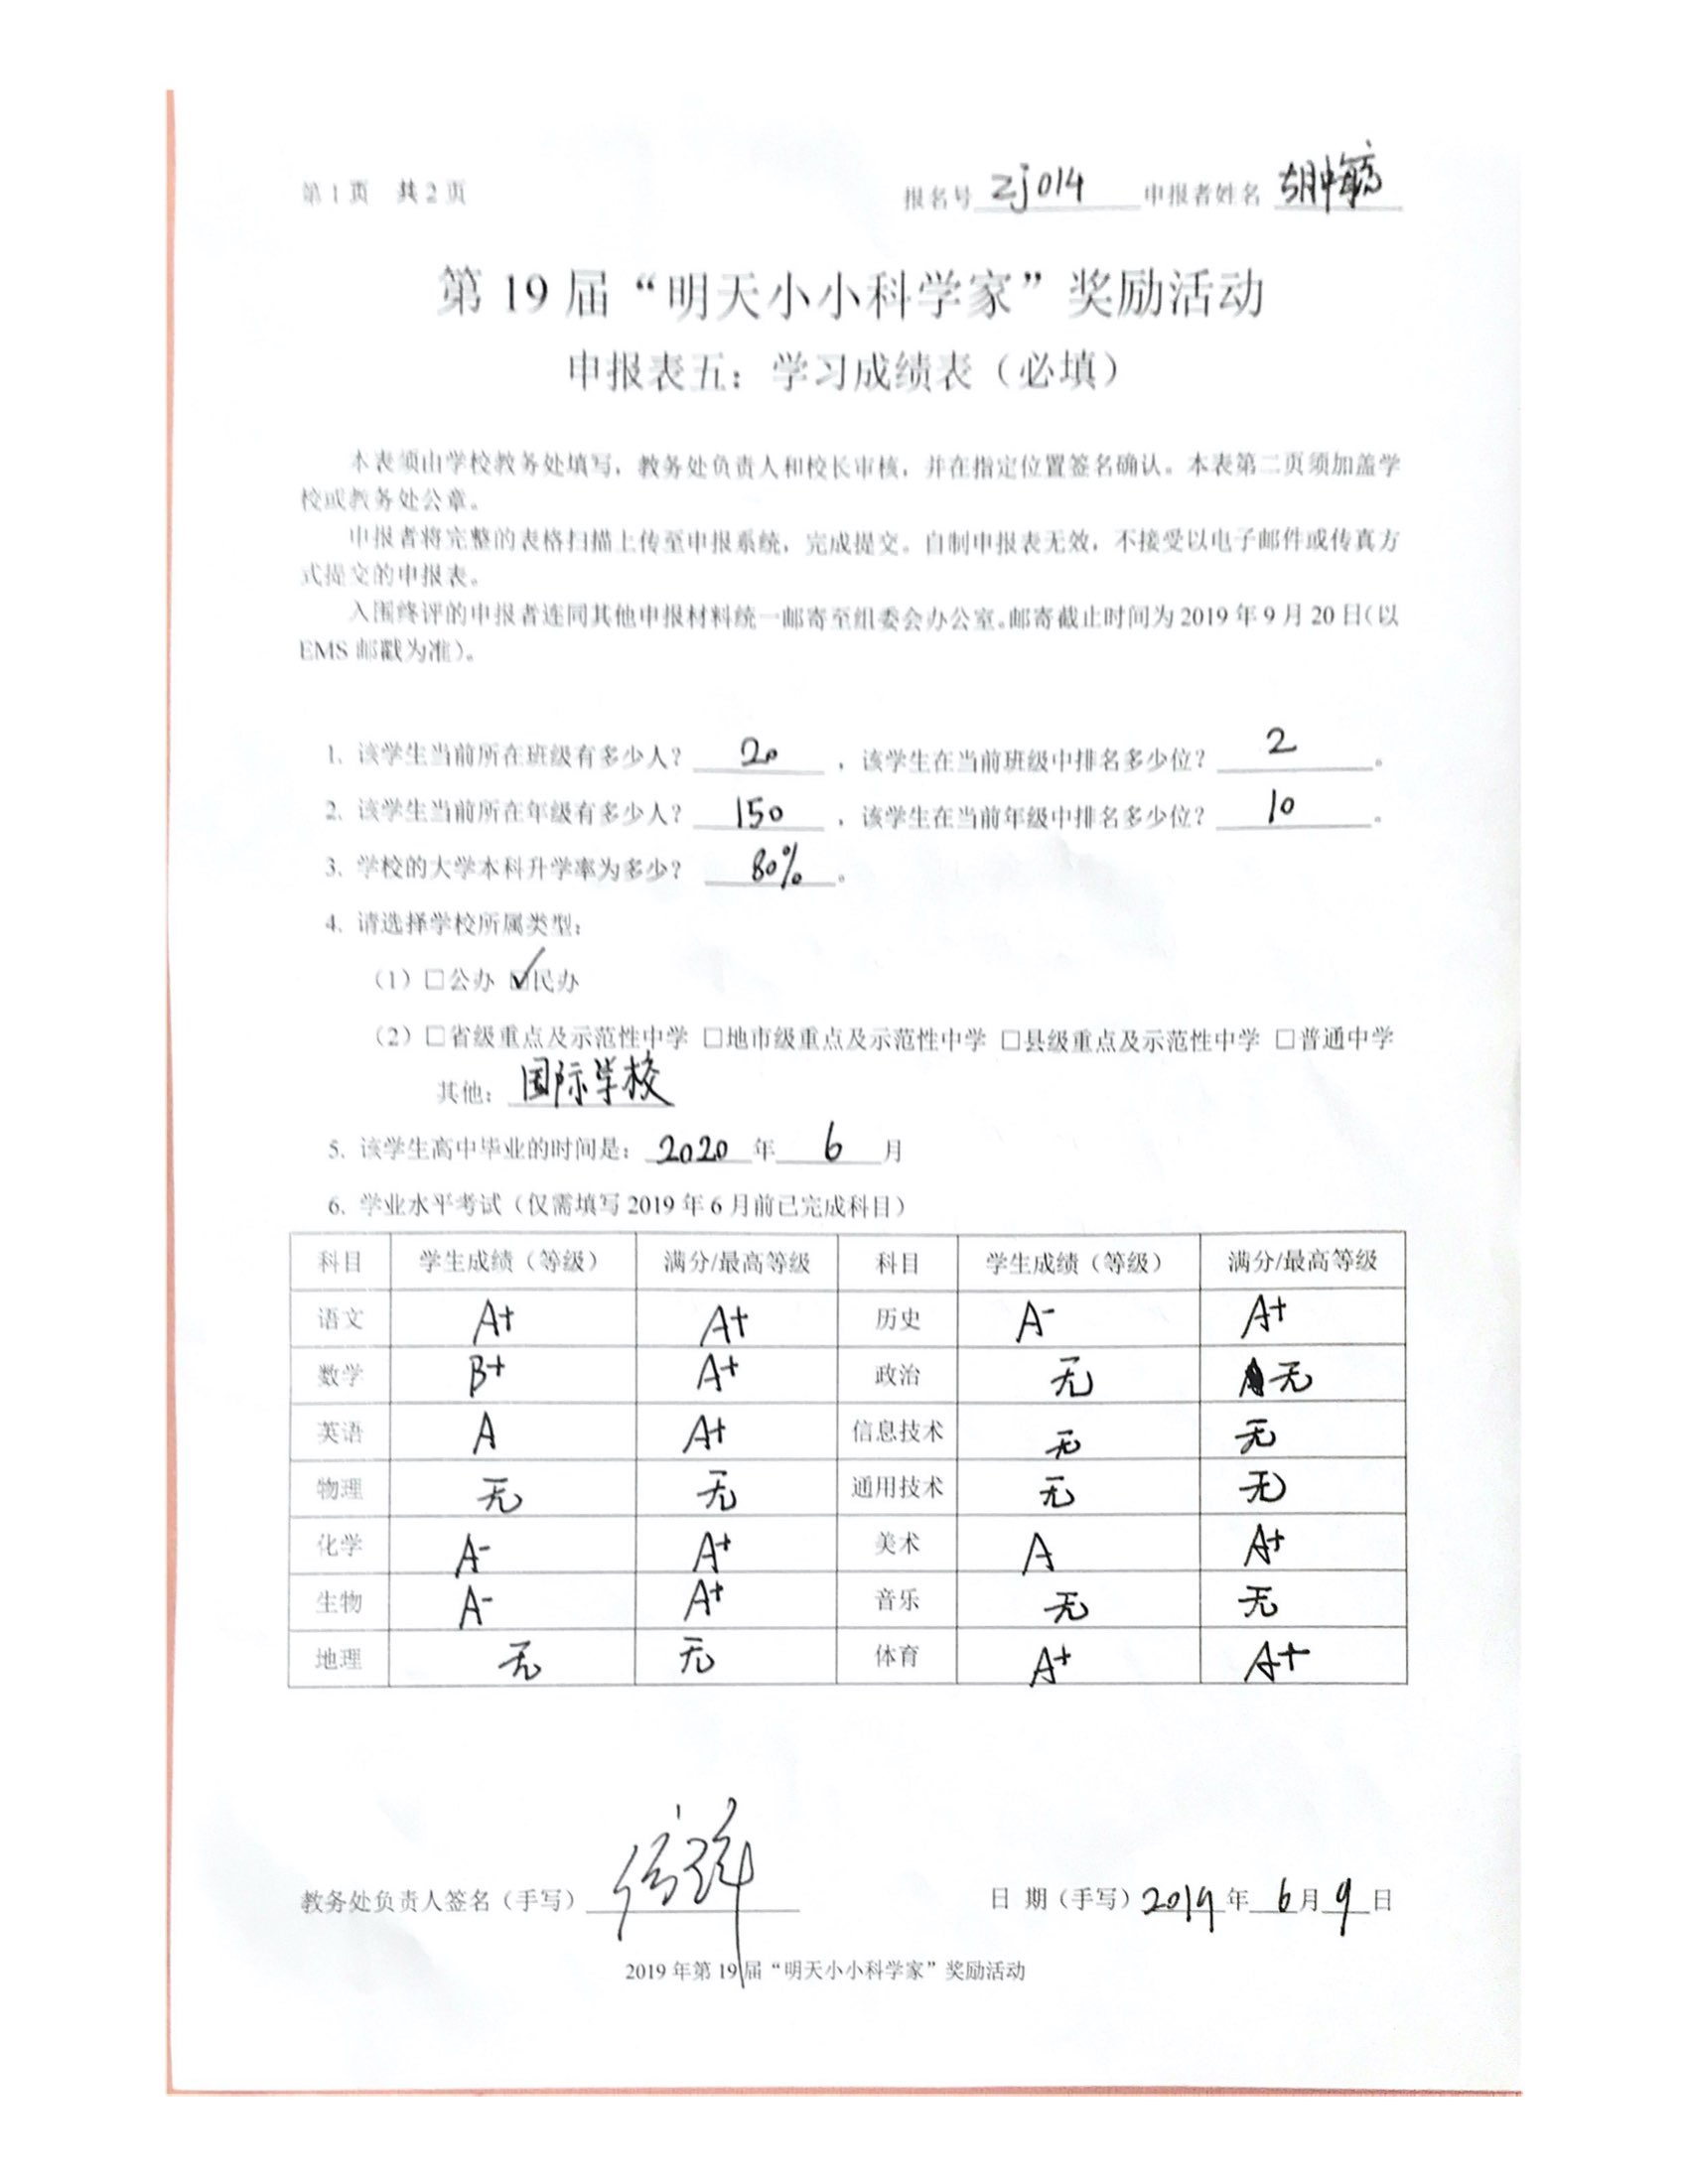 第 1 页 共 2 页 报名号 zj014 申报者姓名 胡
第 19 届“明天小小科学家”奖励活动
申报表五：学习成绩表（必填）
本表须由学校教务处填写，教务处负责人和校长审核，并在指定位置签名确认。本表第二页须加盖学
校或教务处公章。
申报者将完整的表格扫描上传至申报系统，完成提交。自制申报表无效，不接受以电子邮件或传真方
式提交的申报表。
入围终评的申报者连同其他申报材料统一邮寄至组委会办公室。邮寄截止时间为 2019 年 9 月 20 日（以
EMS 邮戳为准）。
1. 该学生当前所在班级有多少人？ 20 ，该学生在当前班级中排名多少位？ 2 。
2. 该学生当前所在年级有多少人？ 150 ，该学生在当前年级中排名多少位？ 10 。
3. 学校的大学本科升学率为多少？ 80% 。
4. 请选择学校所属类型：
（1）□公办 ☑民办
（2）□省级重点及示范性中学 □地市级重点及示范性中学 □县级重点及示范性中学 □普通中学
其他： 国际学校
5. 该学生高中毕业的时间是： 2020 年 6 月
6. 学业水平考试（仅需填写 2019 年 6 月前已完成科目）
科目 学生成绩（等级） 满分/最高等级 科目 学生成绩（等级） 满分/最高等级
语文 A+ A+ 历史 A- A+
数学 B+ A+ 政治 无 无
英语 A A+ 信息技术 无 无
物理 无 无 通用技术 无 无
化学 A- A+ 美术 A A+
生物 A- A+ 音乐 无 无
地理 无 无 体育 A+ A+
教务处负责人签名（手写） 日 期（手写）2019 年 6 月 9 日
2019 年第 19 届“明天小小科学家”奖励活动